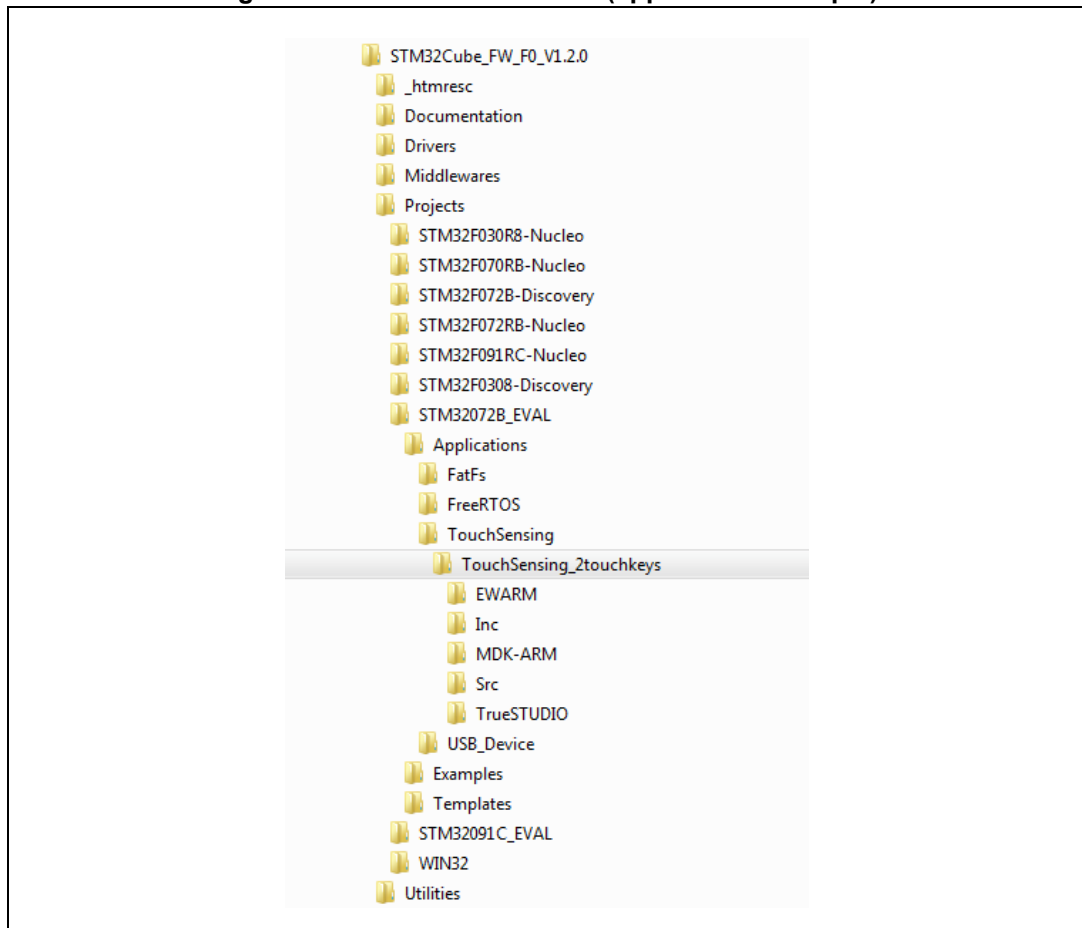 STM32Cube_FW_F0_V1.2.0
_htmresc
Documentation
Drivers
Middlewares
Projects
STM32F030R8-Nucleo
STM32F070RB-Nucleo
STM32F072B-Discovery
STM32F072RB-Nucleo
STM32F091RC-Nucleo
STM32F0308-Discovery
STM32072B_EVAL
Applications
FatFs
FreeRTOS
TouchSensing
TouchSensing_2touchkeys
EWARM
Inc
MDK-ARM
Src
TrueSTUDIO
USB_Device
Examples
Templates
STM32091C_EVAL
WIN32
Utilities